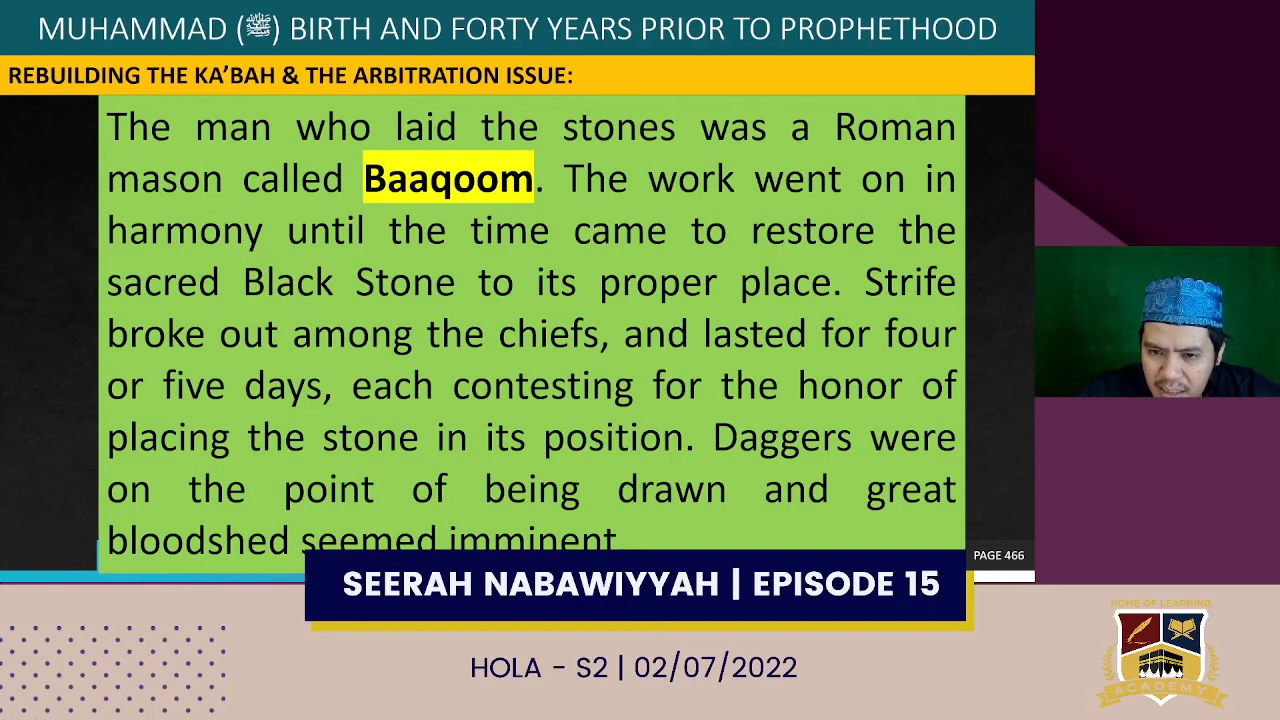 MUHAMMAD (ﷺ) BIRTH AND FORTY YEARS PRIOR TO PROPHETHOOD
REBUILDING THE KA’BAH & THE ARBITRATION ISSUE:
The man who laid the stones was a Roman
mason called Baaqoom. The work went on in
harmony until the time came to restore the
sacred Black Stone to its proper place. Strife
broke out among the chiefs, and lasted for four
or five days, each contesting for the honor of
placing the stone in its position. Daggers were
on the point of being drawn and great
bloodshed seemed imminent.
PAGE 466
SEERAH NABAWIYYAH | EPISODE 15
HOLA – S2 | 02/07/2022
KOHE OF LEARNING
ACADEMY